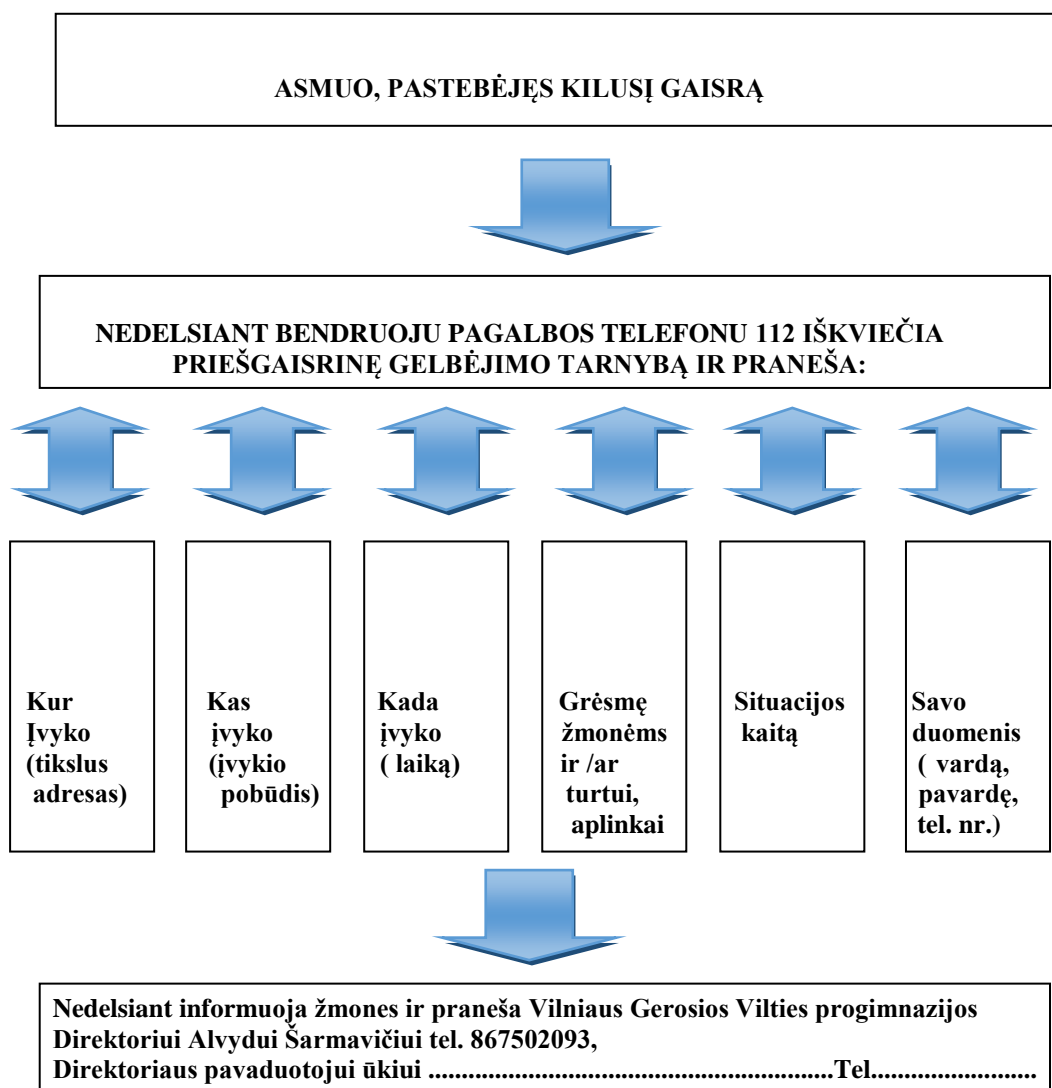 ASMUO, PASTEBĖJĘS KILUSĮ GAISRĄ
NEDELSIANT BENDRUOJU PAGALBOS TELEFONU 112 IŠKVIEČIA
PRIEŠGAISRINĘ GELBĖJIMO TARNYBĄ IR PRANEŠA:
Kur
Įvyko
(tikslus
adresas)
Kas
įvyko
(įvykio
pobūdis)
Kada
įvyko
( laiką)
Grėsmę
žmonėms
ir /ar
turtui,
aplinkai
Situacijos
kaitą
Savo
duomenis
( vardą,
pavardę,
tel. nr.)
Nedelsiant informuoja žmones ir praneša Vilniaus Gerosios Vilties progimnazijos
Direktoriui Alvydui Šarmavičiui tel. 867502093,
Direktoriaus pavaduotojui ūkiui ....................................................................Tel............................